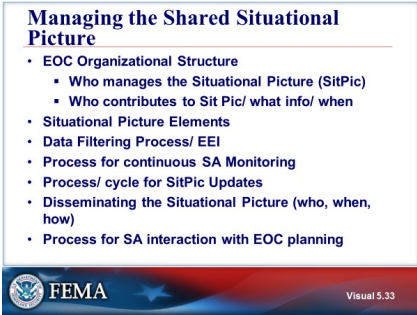 Managing the Shared Situational
Picture
• EOC Organizational Structure
▪ Who manages the Situational Picture (SitPic)
▪ Who contributes to Sit Pic/ what info/ when
• Situational Picture Elements
• Data Filtering Process/ EEI
• Process for continuous SA Monitoring
• Process/ cycle for SitPic Updates
• Disseminating the Situational Picture (who, when,
how)
• Process for SA interaction with EOC planning
FEMA
Visual 5.33